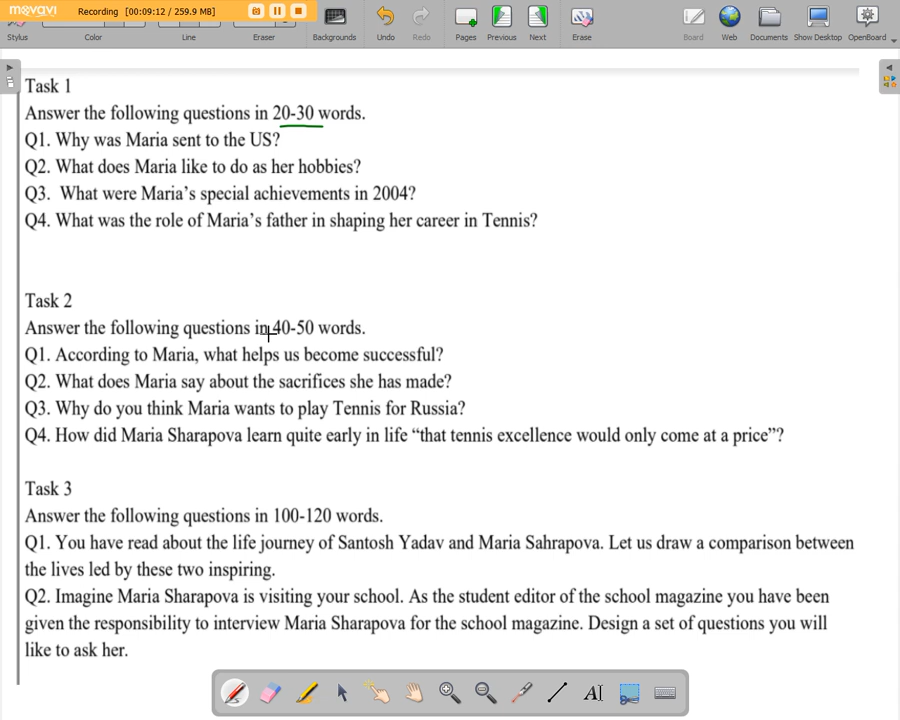 movavi Recording (00:09:12 / 259.9 MB)
Stylus Color Line Eraser Backgrounds Undo Redo Pages Previous Next Erase Board Web Documents Show Desktop OpenBoard
Task 1
Answer the following questions in 20-30 words.
Q1. Why was Maria sent to the US?
Q2. What does Maria like to do as her hobbies?
Q3. What were Maria’s special achievements in 2004?
Q4. What was the role of Maria’s father in shaping her career in Tennis?
Task 2
Answer the following questions in 40-50 words.
Q1. According to Maria, what helps us become successful?
Q2. What does Maria say about the sacrifices she has made?
Q3. Why do you think Maria wants to play Tennis for Russia?
Q4. How did Maria Sharapova learn quite early in life “that tennis excellence would only come at a price”?
Task 3
Answer the following questions in 100-120 words.
Q1. You have read about the life journey of Santosh Yadav and Maria Sahrapova. Let us draw a comparison between
the lives led by these two inspiring.
Q2. Imagine Maria Sharapova is visiting your school. As the student editor of the school magazine you have been
given the responsibility to interview Maria Sharapova for the school magazine. Design a set of questions you will
like to ask her.